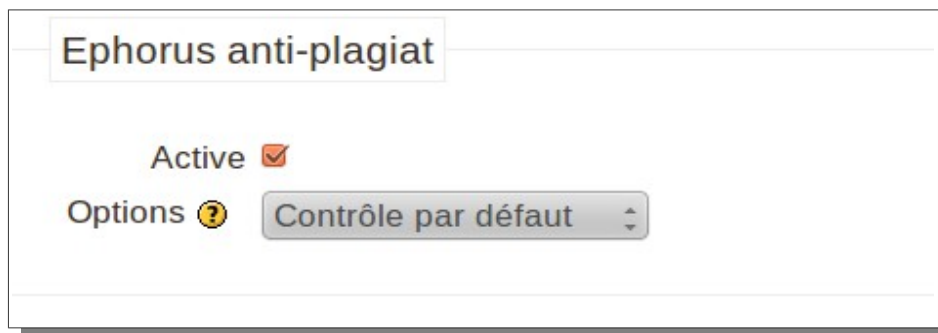 Ephorus anti-plagiat
Active
Options ?
Contrôle par défaut